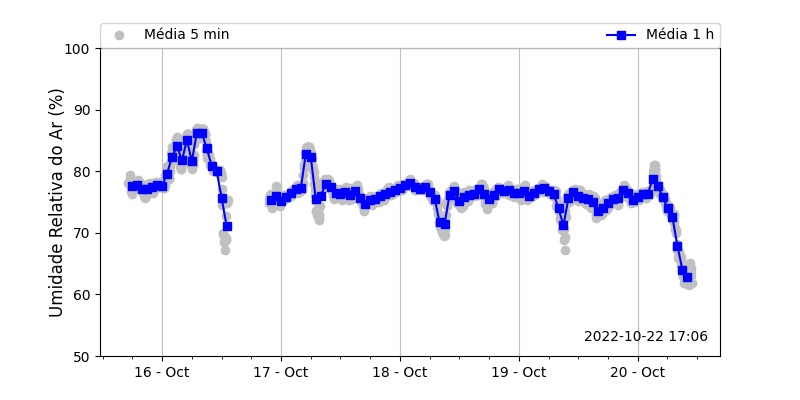 Média 5 min
Média 1 h
Umidade Relativa do Ar (%)
100
90
80
70
60
50
2022-10-22 17:06
16 - Oct
17 - Oct
18 - Oct
19 - Oct
20 - Oct